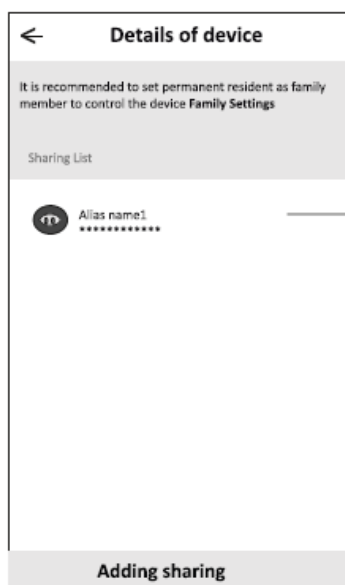 Details of device
It is recommended to set permanent resident as family
member to control the device Family Settings
Sharing List
Alias name1
************
Adding sharing